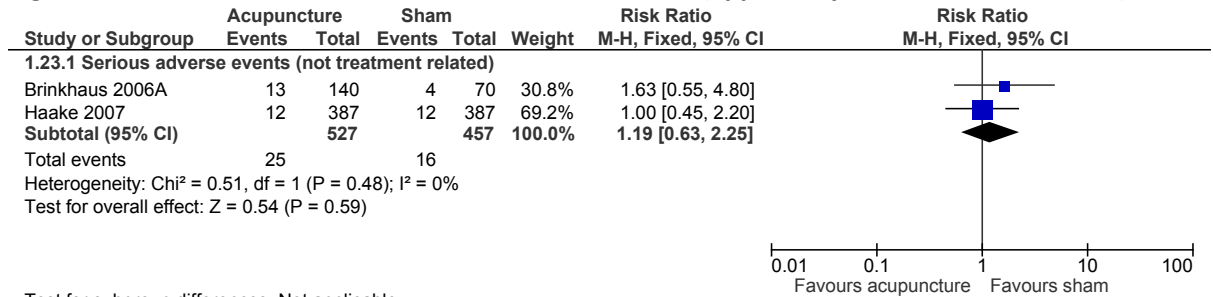 Acupuncture Sham Risk Ratio Risk Ratio
Study or Subgroup Events Total Events Total Weight M-H, Fixed, 95% CI M-H, Fixed, 95% CI
1.23.1 Serious adverse events (not treatment related)
Brinkhaus 2006A 13 140 4 70 30.8% 1.63 [0.55, 4.80]
Haake 2007 12 387 12 387 69.2% 1.00 [0.45, 2.20]
Subtotal (95% CI) 527 457 100.0% 1.19 [0.63, 2.25]
Total events 25 16
Heterogeneity: Chi² = 0.51, df = 1 (P = 0.48); I² = 0%
Test for overall effect: Z = 0.54 (P = 0.59)
0.01 0.1 1 10 100
Favours acupuncture Favours sham